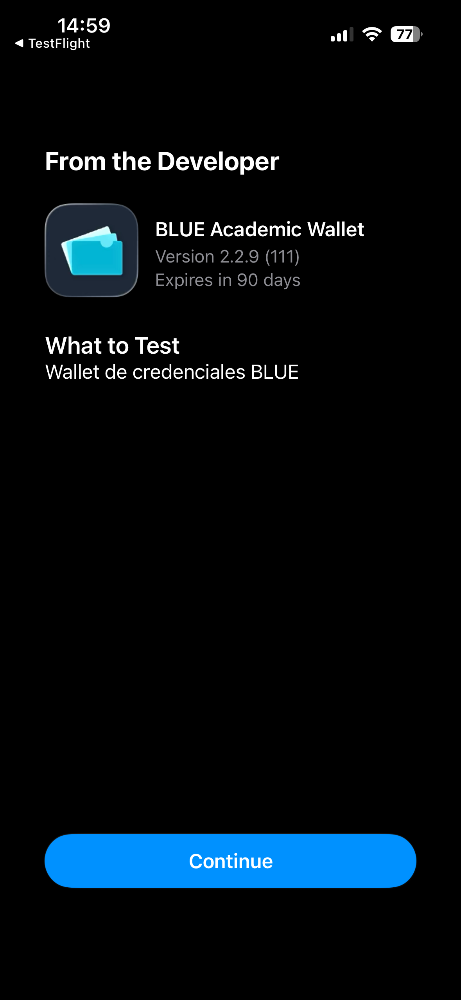 14:59
◀ TestFlight
77
From the Developer
BLUE Academic Wallet
Version 2.2.9 (111)
Expires in 90 days
What to Test
Wallet de credenciales BLUE
Continue